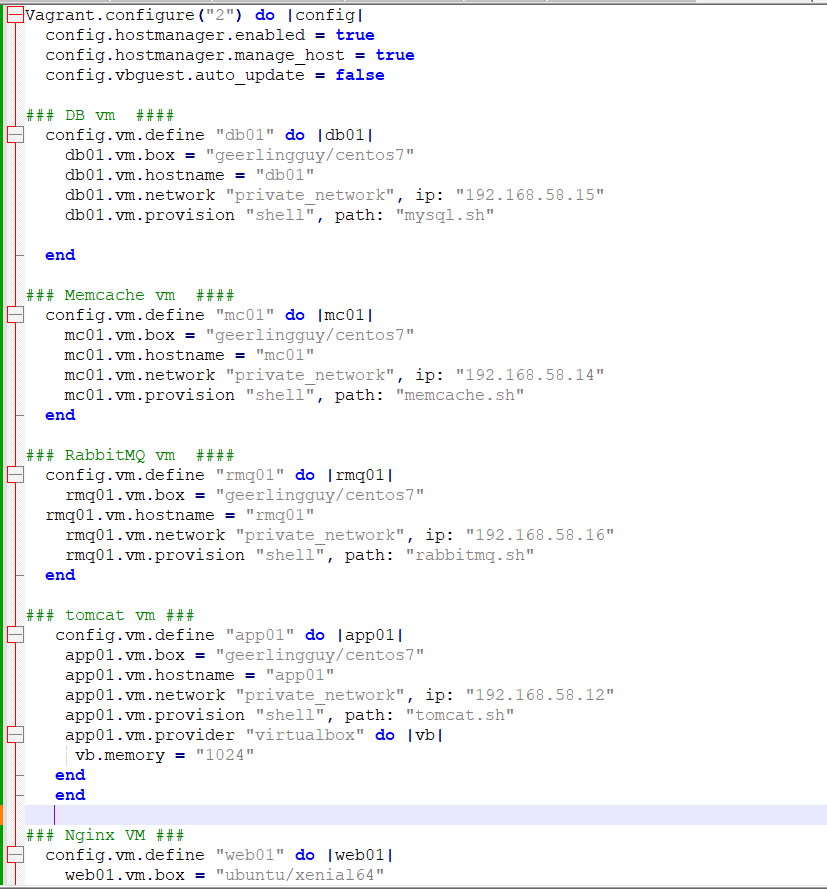 Vagrant.configure("2") do |config|
  config.hostmanager.enabled = true
  config.hostmanager.manage_host = true
  config.vbguest.auto_update = false

### DB vm  ####
  config.vm.define "db01" do |db01|
    db01.vm.box = "geerlingguy/centos7"
    db01.vm.hostname = "db01"
    db01.vm.network "private_network", ip: "192.168.58.15"
    db01.vm.provision "shell", path: "mysql.sh"

  end

### Memcache vm  ####
  config.vm.define "mc01" do |mc01|
    mc01.vm.box = "geerlingguy/centos7"
    mc01.vm.hostname = "mc01"
    mc01.vm.network "private_network", ip: "192.168.58.14"
    mc01.vm.provision "shell", path: "memcache.sh"
  end

### RabbitMQ vm  ####
  config.vm.define "rmq01" do |rmq01|
    rmq01.vm.box = "geerlingguy/centos7"
  rmq01.vm.hostname = "rmq01"
    rmq01.vm.network "private_network", ip: "192.168.58.16"
    rmq01.vm.provision "shell", path: "rabbitmq.sh"
  end

### tomcat vm ###
   config.vm.define "app01" do |app01|
    app01.vm.box = "geerlingguy/centos7"
    app01.vm.hostname = "app01"
    app01.vm.network "private_network", ip: "192.168.58.12"
    app01.vm.provision "shell", path: "tomcat.sh"
    app01.vm.provider "virtualbox" do |vb|
     vb.memory = "1024"
   end
   end

### Nginx VM ###
  config.vm.define "web01" do |web01|
    web01.vm.box = "ubuntu/xenial64"